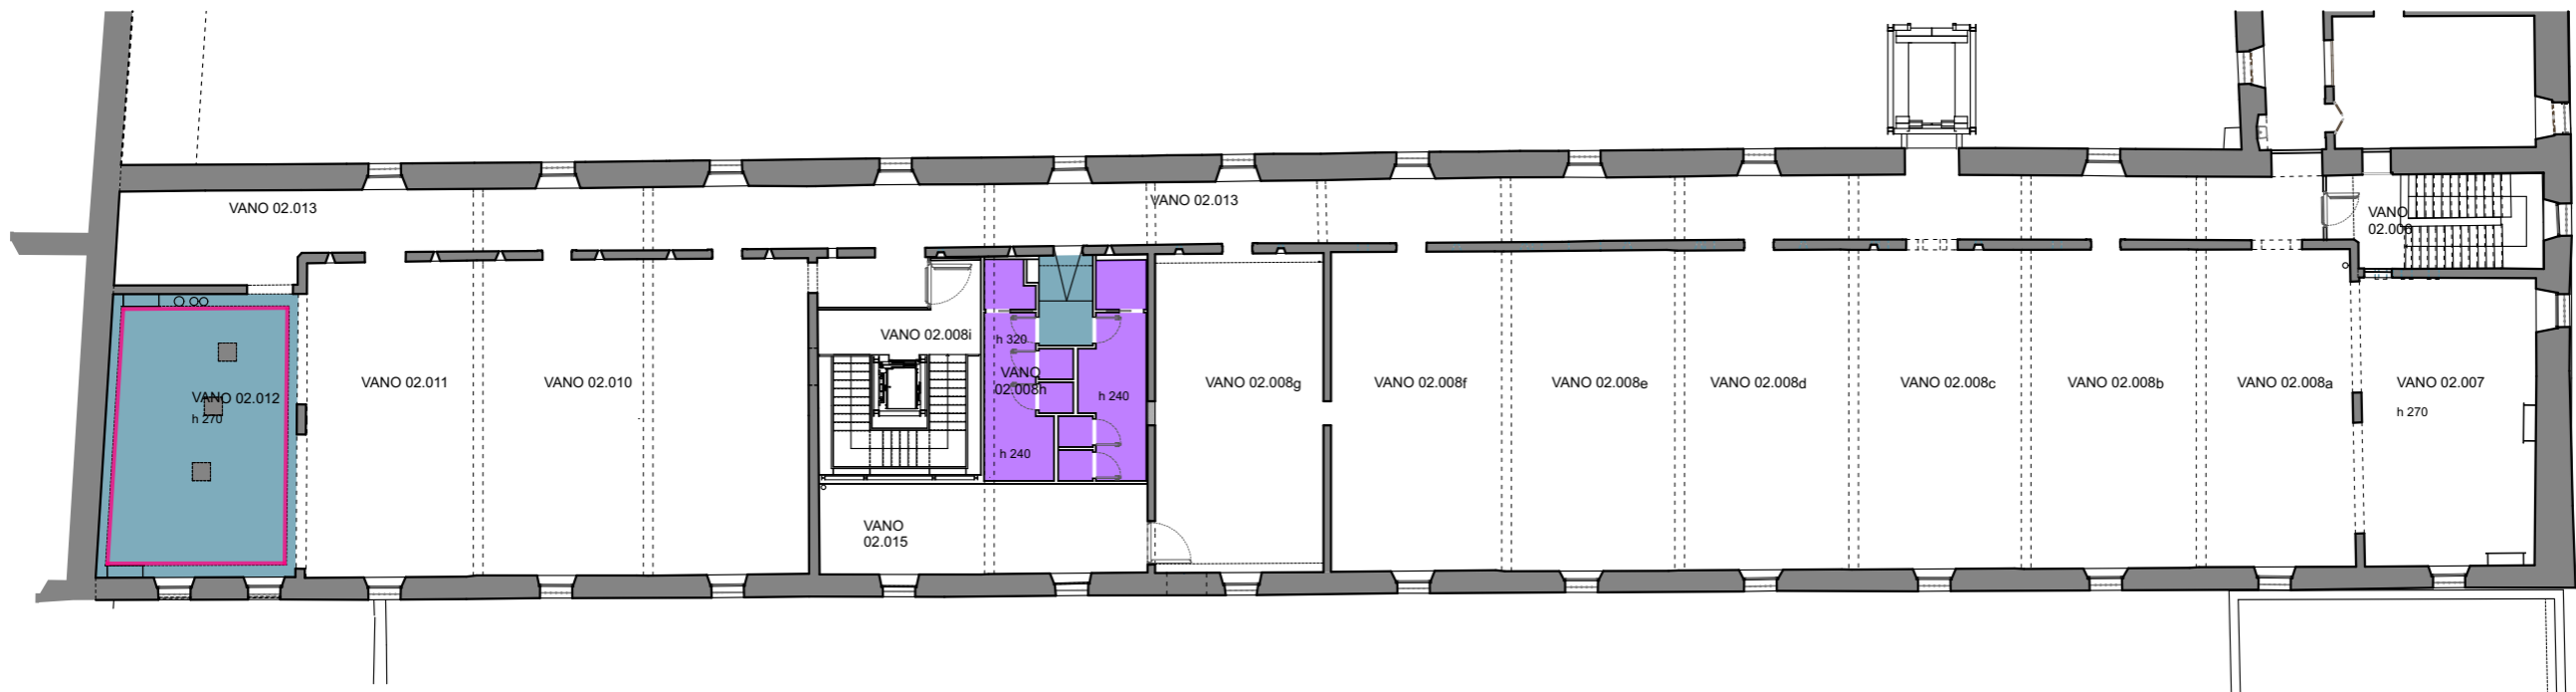 VANO 02.013
VANO 02.013
VANO
02.006
VANO 02.008i
h 320
VANO
02.008h
h 240
h 240
VANO 02.012
h 270
VANO 02.011
VANO 02.010
VANO 02.008g
VANO 02.008f
VANO 02.008e
VANO 02.008d
VANO 02.008c
VANO 02.008b
VANO 02.008a
VANO 02.007
h 270
VANO
02.015